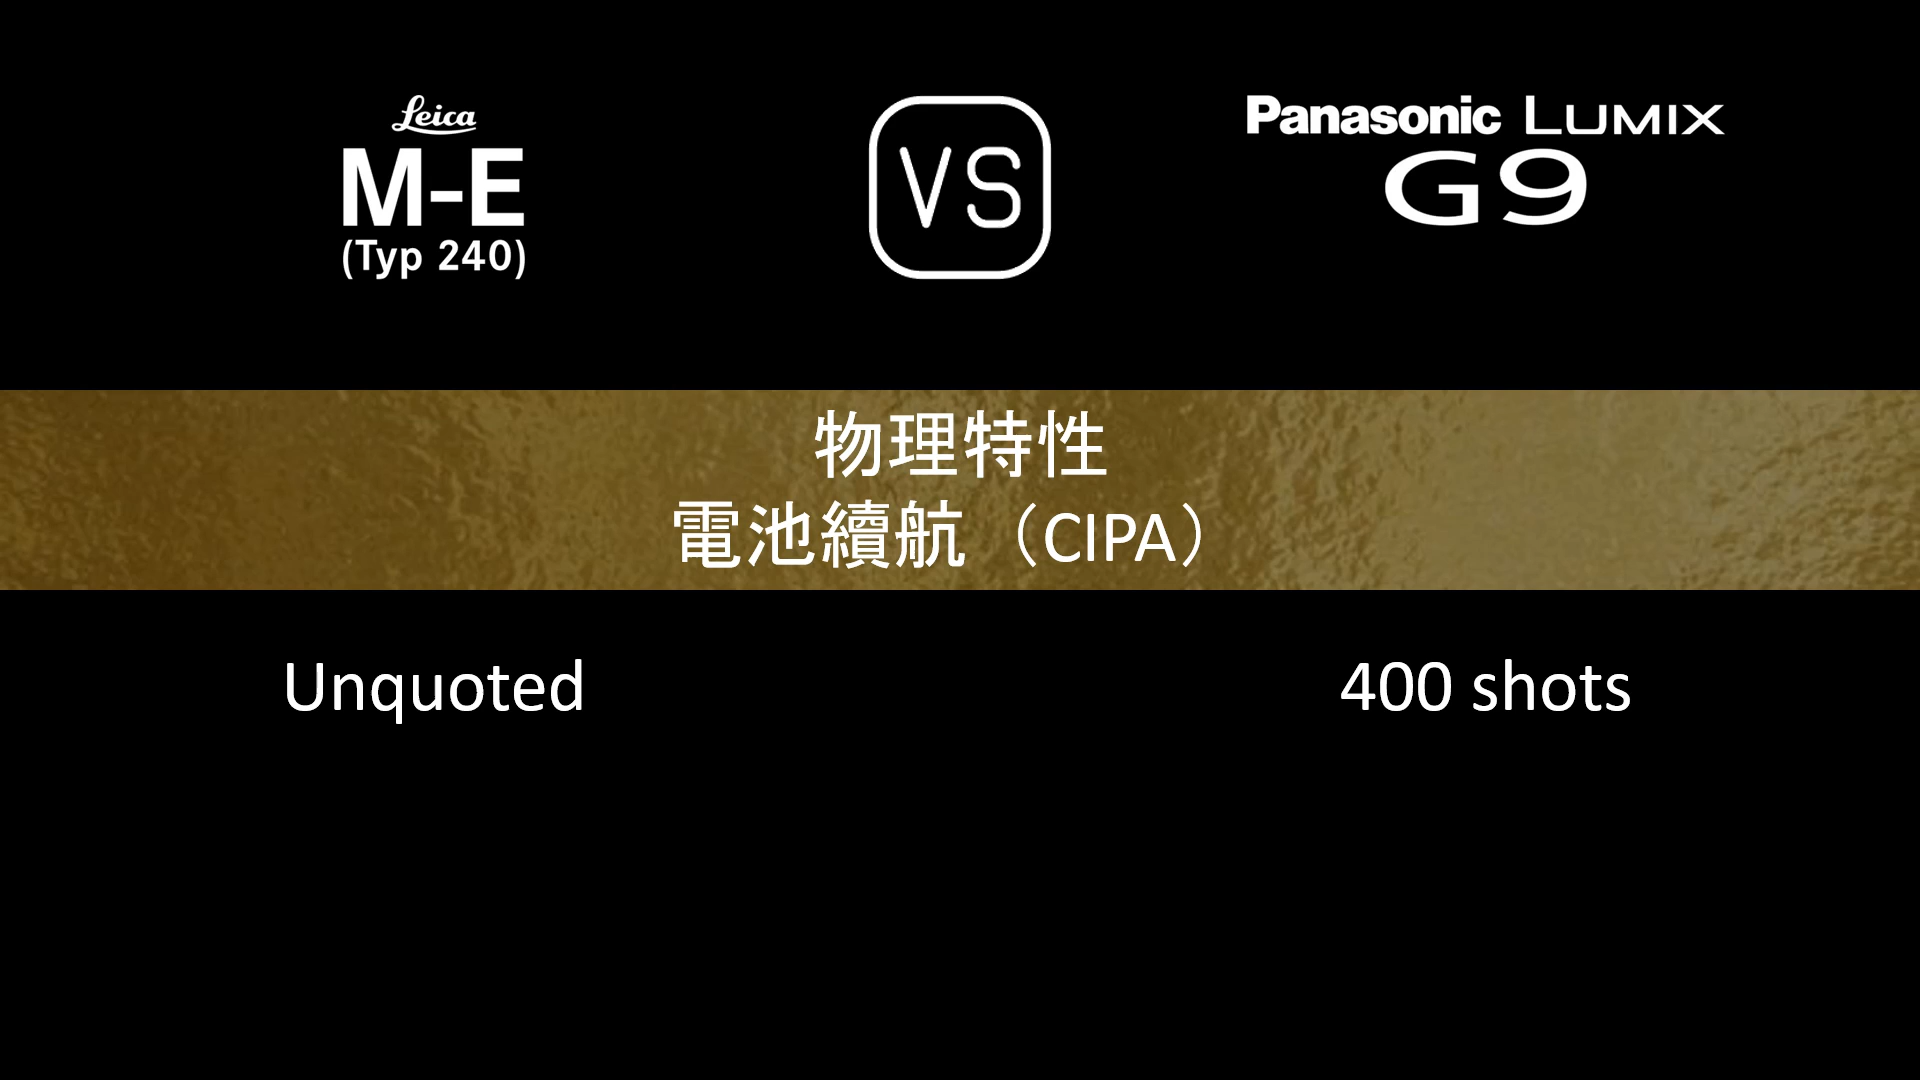 Leica
M-E
(Typ 240)
VS
Panasonic LUMIX
G9
物理特性
電池續航（CIPA）
Unquoted
400 shots